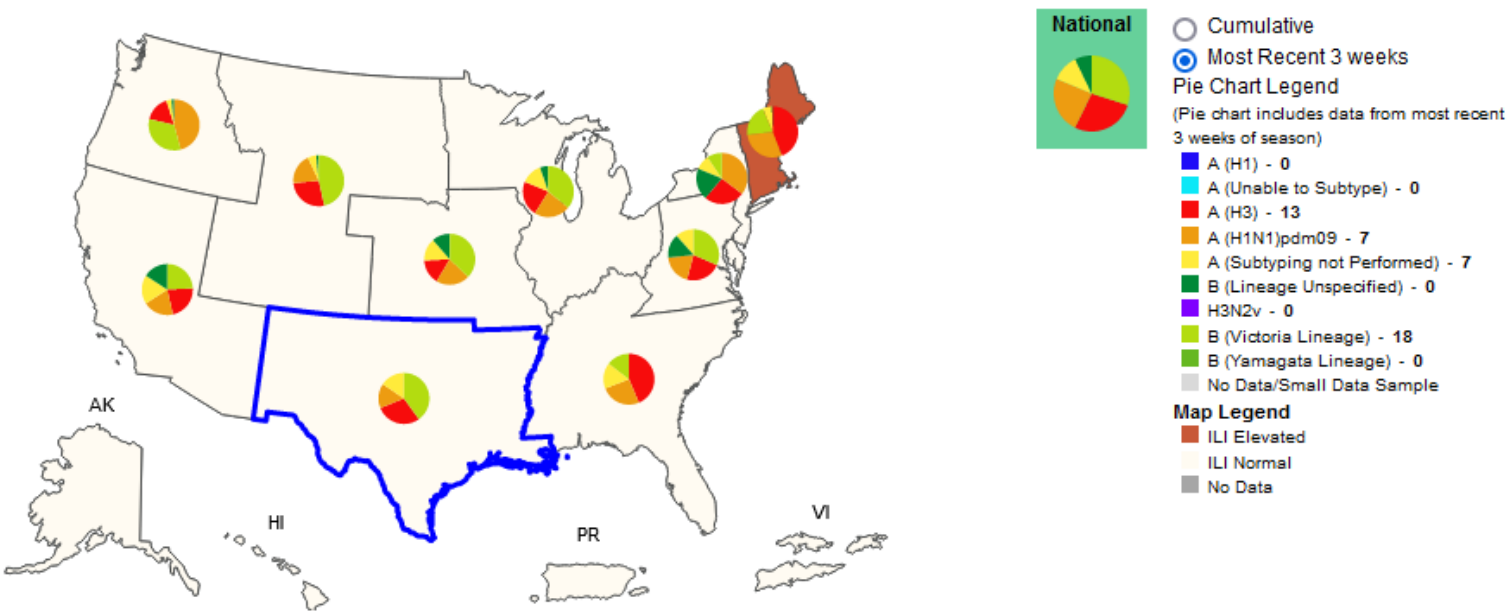 National
Cumulative
Most Recent 3 weeks
Pie Chart Legend
(Pie chart includes data from most recent
3 weeks of season)
A (H1) - 0
A (Unable to Subtype) - 0
A (H3) - 13
A (H1N1)pdm09 - 7
A (Subtyping not Performed) - 7
B (Lineage Unspecified) - 0
H3N2v - 0
B (Victoria Lineage) - 18
B (Yamagata Lineage) - 0
No Data/Small Data Sample
Map Legend
ILI Elevated
ILI Normal
No Data
AK
HI
PR
VI